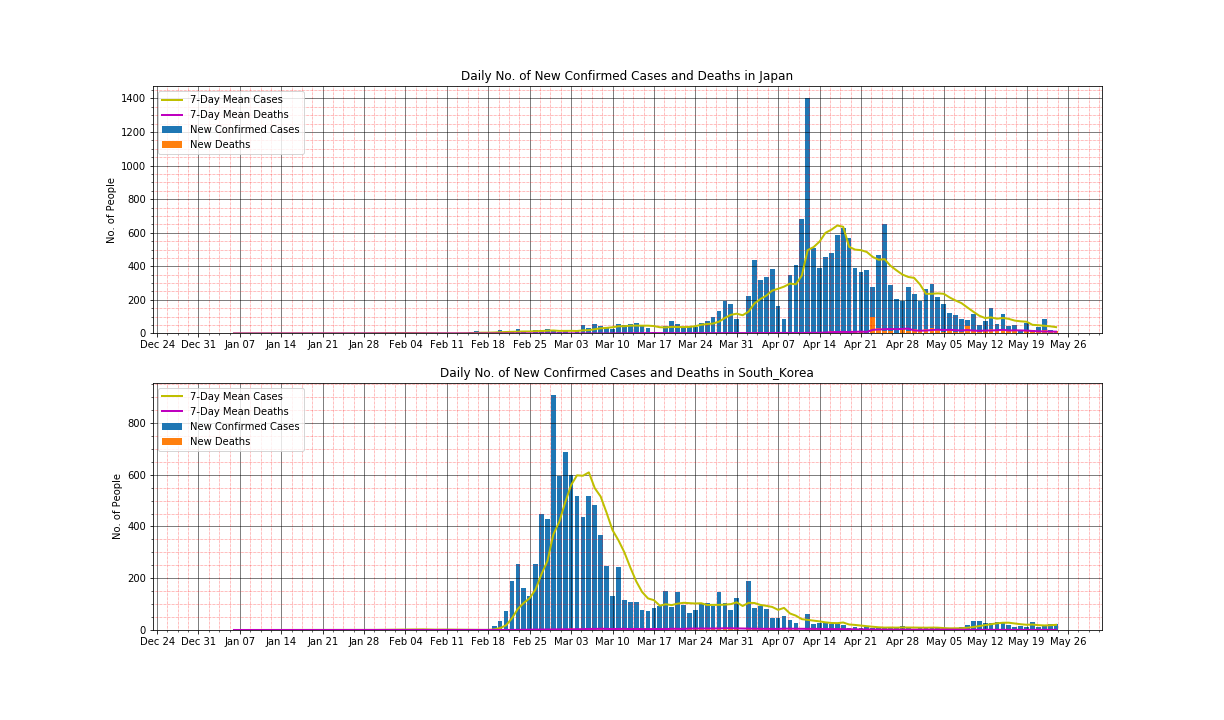 Daily No. of New Confirmed Cases and Deaths in Japan
No. of People
1400
1200
1000
800
600
400
200
0
7-Day Mean Cases
7-Day Mean Deaths
New Confirmed Cases
New Deaths
Dec 24 Dec 31 Jan 07 Jan 14 Jan 21 Jan 28 Feb 04 Feb 11 Feb 18 Feb 25 Mar 03 Mar 10 Mar 17 Mar 24 Mar 31 Apr 07 Apr 14 Apr 21 Apr 28 May 05 May 12 May 19 May 26
Daily No. of New Confirmed Cases and Deaths in South_Korea
No. of People
800
600
400
200
0
7-Day Mean Cases
7-Day Mean Deaths
New Confirmed Cases
New Deaths
Dec 24 Dec 31 Jan 07 Jan 14 Jan 21 Jan 28 Feb 04 Feb 11 Feb 18 Feb 25 Mar 03 Mar 10 Mar 17 Mar 24 Mar 31 Apr 07 Apr 14 Apr 21 Apr 28 May 05 May 12 May 19 May 26